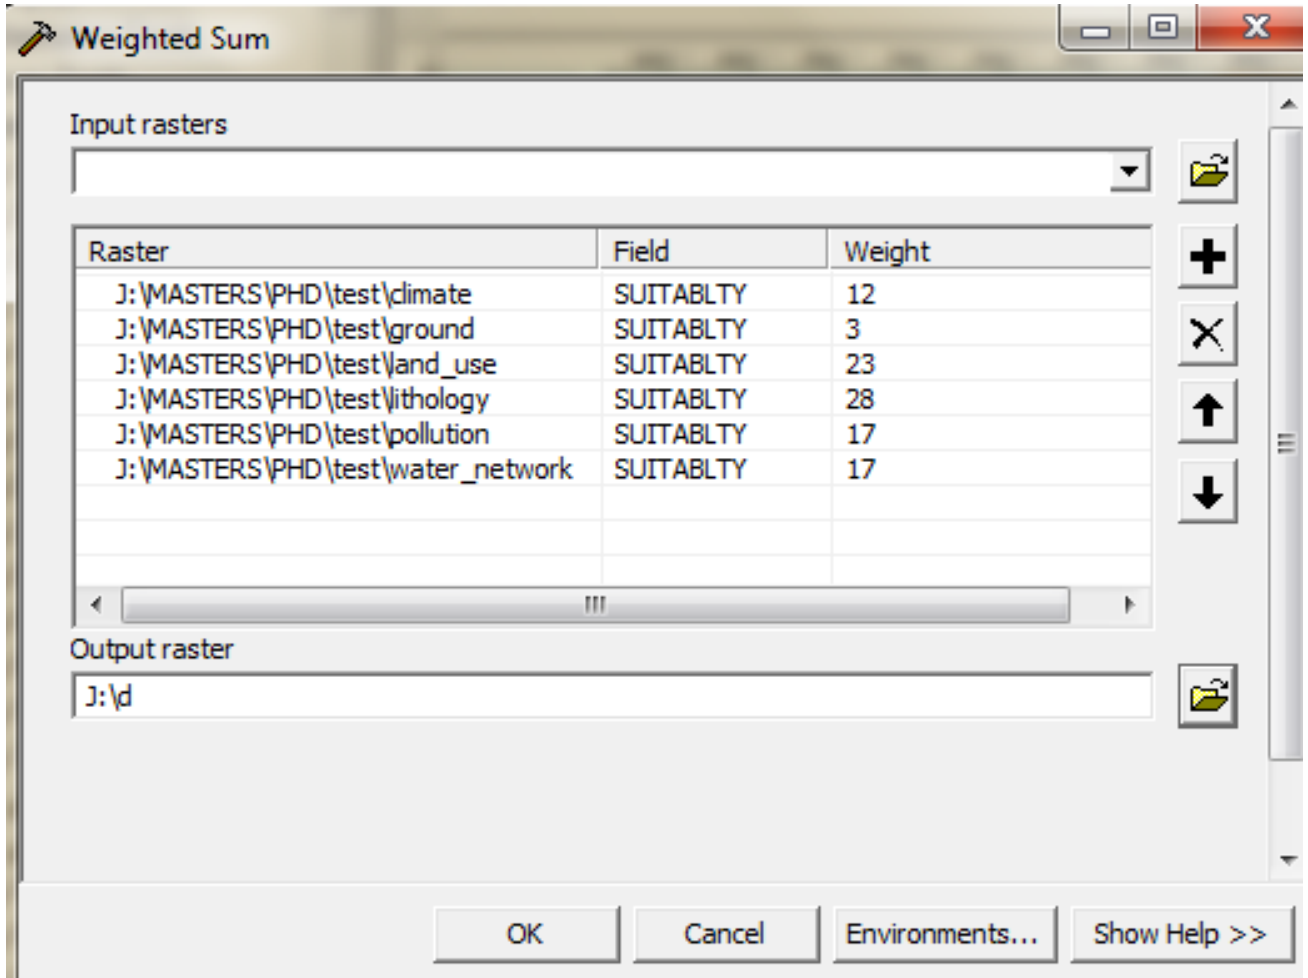 Weighted Sum
Input rasters
Raster Field Weight
J:\MASTERS\PHD\test\climate SUITABLTY 12
J:\MASTERS\PHD\test\ground SUITABLTY 3
J:\MASTERS\PHD\test\land_use SUITABLTY 23
J:\MASTERS\PHD\test\lithology SUITABLTY 28
J:\MASTERS\PHD\test\pollution SUITABLTY 17
J:\MASTERS\PHD\test\water_network SUITABLTY 17
Output raster
J:\d
OK Cancel Environments... Show Help >>